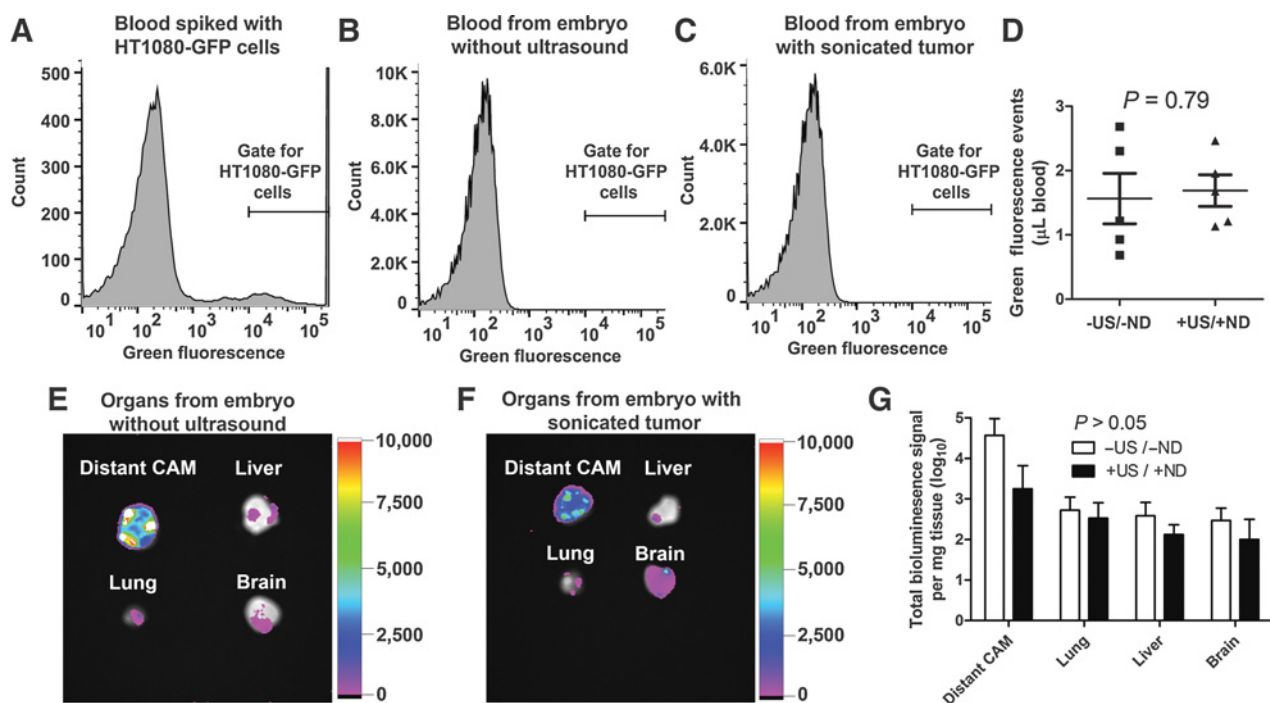 A
Blood spiked with
HT1080-GFP cells
500
400
300
200
100
0
Count
Gate for
HT1080-GFP
cells
10¹ 10² 10³ 10⁴ 10⁵
Green fluorescence
B
Blood from embryo
without ultrasound
10K
8.0K
6.0K
4.0K
2.0K
0
Count
Gate for
HT1080-GFP
cells
10¹ 10² 10³ 10⁴ 10⁵
Green fluorescence
C
Blood from embryo
with sonicated tumor
6.0K
4.0K
2.0K
0
Count
Gate for
HT1080-GFP
cells
10¹ 10² 10³ 10⁴ 10⁵
Green fluorescence
D
P = 0.79
Green fluorescence events
(μL blood)
3
2
1
0
-US/-ND +US/+ND
E
Organs from embryo
without ultrasound
Distant CAM Liver
Lung Brain
10,000
7,500
5,000
2,500
0
F
Organs from embryo with
sonicated tumor
Distant CAM Liver
Lung Brain
10,000
7,500
5,000
2,500
0
G
Total bioluminesence signal
per mg tissue (log₁₀)
5
4
3
2
1
0
P > 0.05
–US /–ND
+US / +ND
Distant CAM
Lung
Liver
Brain